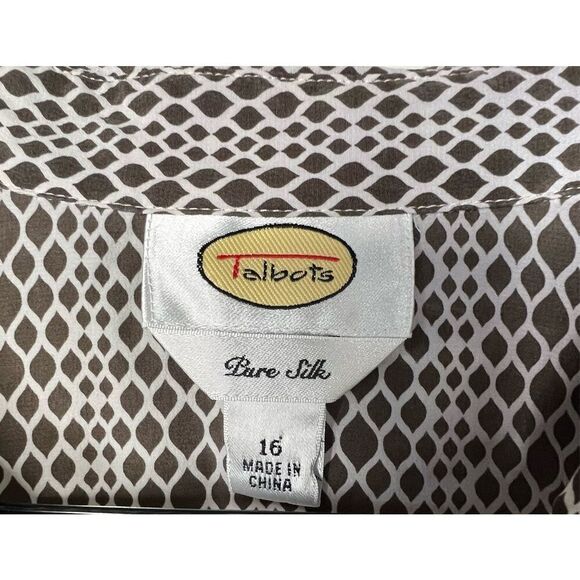 Talbots
Pure Silk
16
MADE IN
CHINA